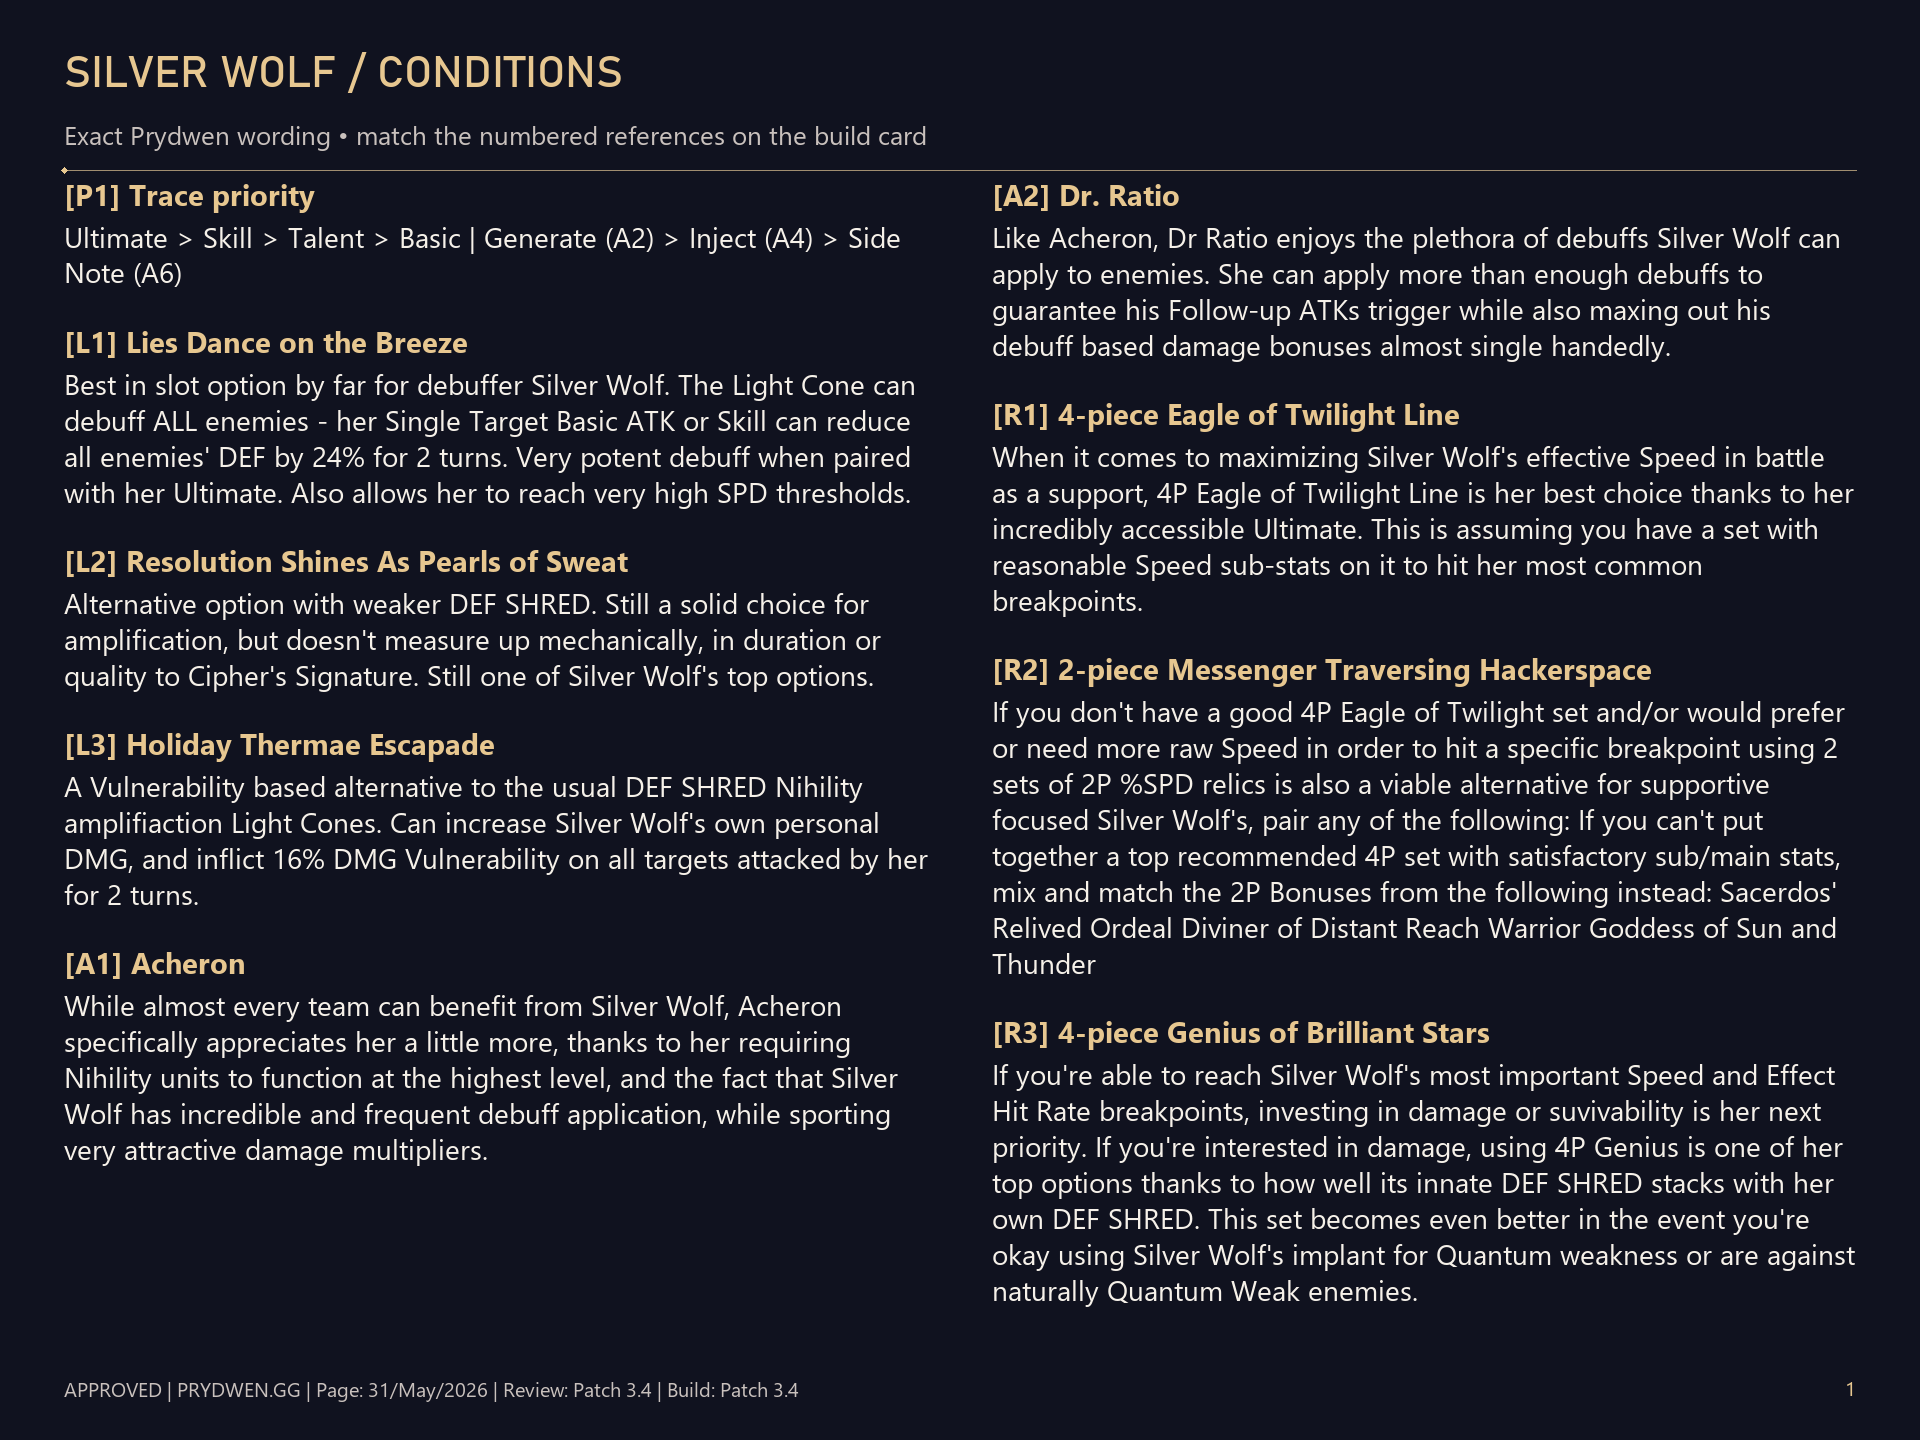 SILVER WOLF / CONDITIONS
Exact Prydwen wording • match the numbered references on the build card
[P1] Trace priority
Ultimate > Skill > Talent > Basic | Generate (A2) > Inject (A4) > Side
Note (A6)
[L1] Lies Dance on the Breeze
Best in slot option by far for debuffer Silver Wolf. The Light Cone can
debuff ALL enemies - her Single Target Basic ATK or Skill can reduce
all enemies' DEF by 24% for 2 turns. Very potent debuff when paired
with her Ultimate. Also allows her to reach very high SPD thresholds.
[L2] Resolution Shines As Pearls of Sweat
Alternative option with weaker DEF SHRED. Still a solid choice for
amplification, but doesn't measure up mechanically, in duration or
quality to Cipher's Signature. Still one of Silver Wolf's top options.
[L3] Holiday Thermae Escapade
A Vulnerability based alternative to the usual DEF SHRED Nihility
amplifiaction Light Cones. Can increase Silver Wolf's own personal
DMG, and inflict 16% DMG Vulnerability on all targets attacked by her
for 2 turns.
[A1] Acheron
While almost every team can benefit from Silver Wolf, Acheron
specifically appreciates her a little more, thanks to her requiring
Nihility units to function at the highest level, and the fact that Silver
Wolf has incredible and frequent debuff application, while sporting
very attractive damage multipliers.
[A2] Dr. Ratio
Like Acheron, Dr Ratio enjoys the plethora of debuffs Silver Wolf can
apply to enemies. She can apply more than enough debuffs to
guarantee his Follow-up ATKs trigger while also maxing out his
debuff based damage bonuses almost single handedly.
[R1] 4-piece Eagle of Twilight Line
When it comes to maximizing Silver Wolf's effective Speed in battle
as a support, 4P Eagle of Twilight Line is her best choice thanks to her
incredibly accessible Ultimate. This is assuming you have a set with
reasonable Speed sub-stats on it to hit her most common
breakpoints.
[R2] 2-piece Messenger Traversing Hackerspace
If you don't have a good 4P Eagle of Twilight set and/or would prefer
or need more raw Speed in order to hit a specific breakpoint using 2
sets of 2P %SPD relics is also a viable alternative for supportive
focused Silver Wolf's, pair any of the following: If you can't put
together a top recommended 4P set with satisfactory sub/main stats,
mix and match the 2P Bonuses from the following instead: Sacerdos'
Relived Ordeal Diviner of Distant Reach Warrior Goddess of Sun and
Thunder
[R3] 4-piece Genius of Brilliant Stars
If you're able to reach Silver Wolf's most important Speed and Effect
Hit Rate breakpoints, investing in damage or suvivability is her next
priority. If you're interested in damage, using 4P Genius is one of her
top options thanks to how well its innate DEF SHRED stacks with her
own DEF SHRED. This set becomes even better in the event you're
okay using Silver Wolf's implant for Quantum weakness or are against
naturally Quantum Weak enemies.
APPROVED | PRYDWEN.GG | Page: 31/May/2026 | Review: Patch 3.4 | Build: Patch 3.4
1